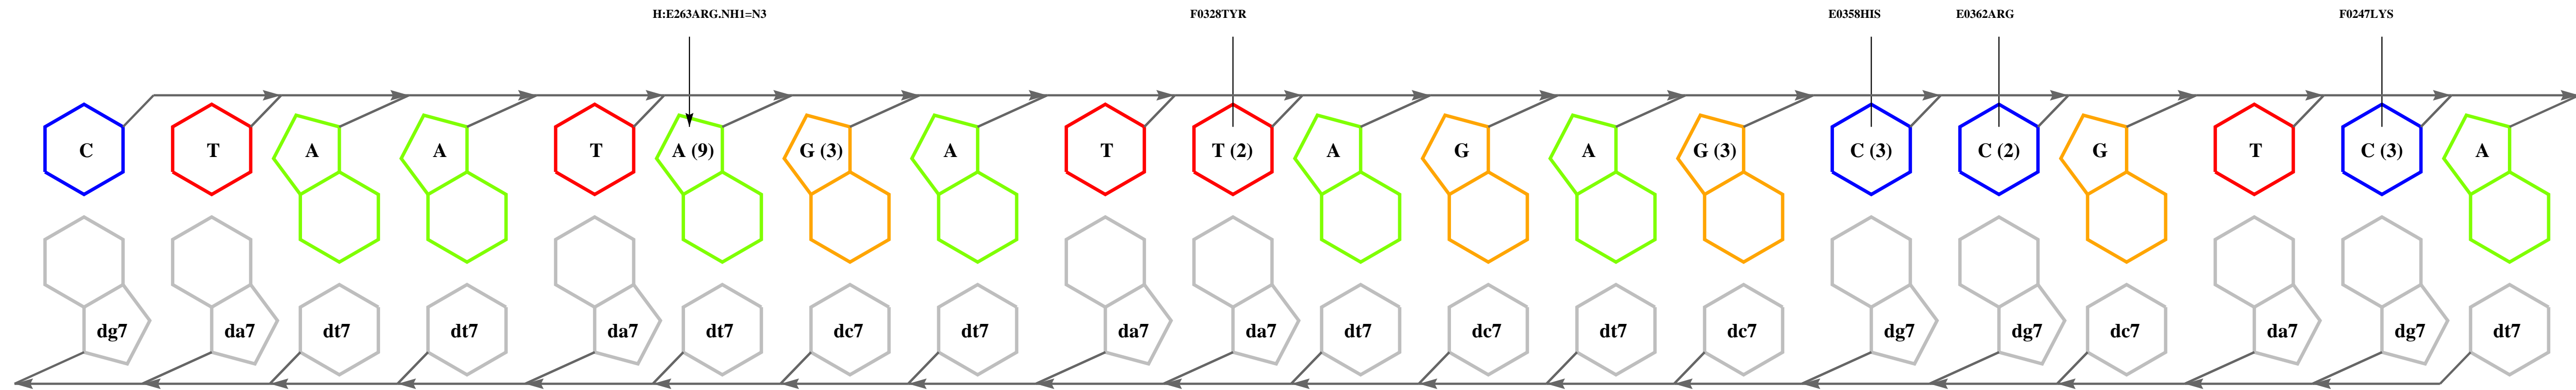 H:E263ARG.NH1=N3 F0328TYR E0358HIS E0362ARG F0247LYS
C T A A T A (9) G (3) A T T (2) A G A G (3) C (3) C (2) G T C (3) A
dg7 da7 dt7 dt7 da7 dt7 dc7 dt7 da7 da7 dt7 dc7 dt7 dc7 dg7 dg7 dc7 da7 dg7 dt7